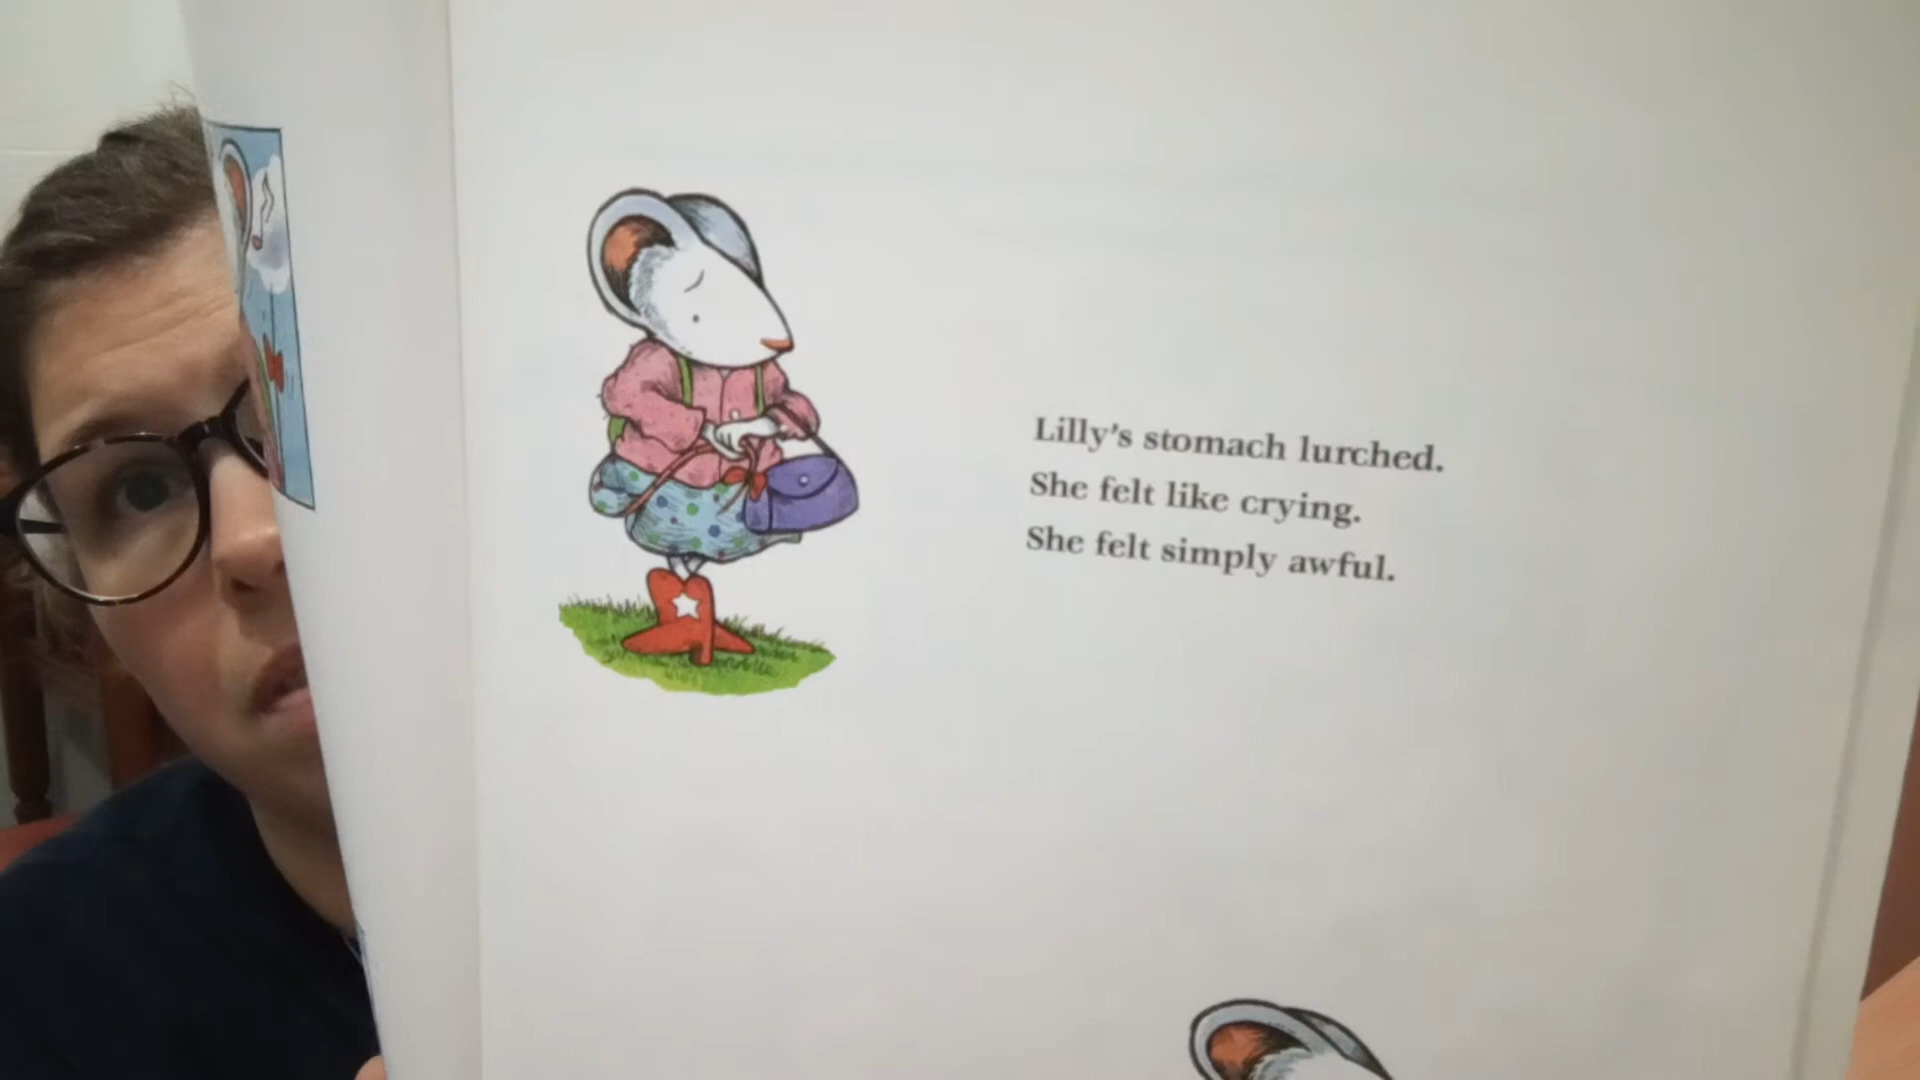 Lilly's stomach lurched.
She felt like crying.
She felt simply awful.